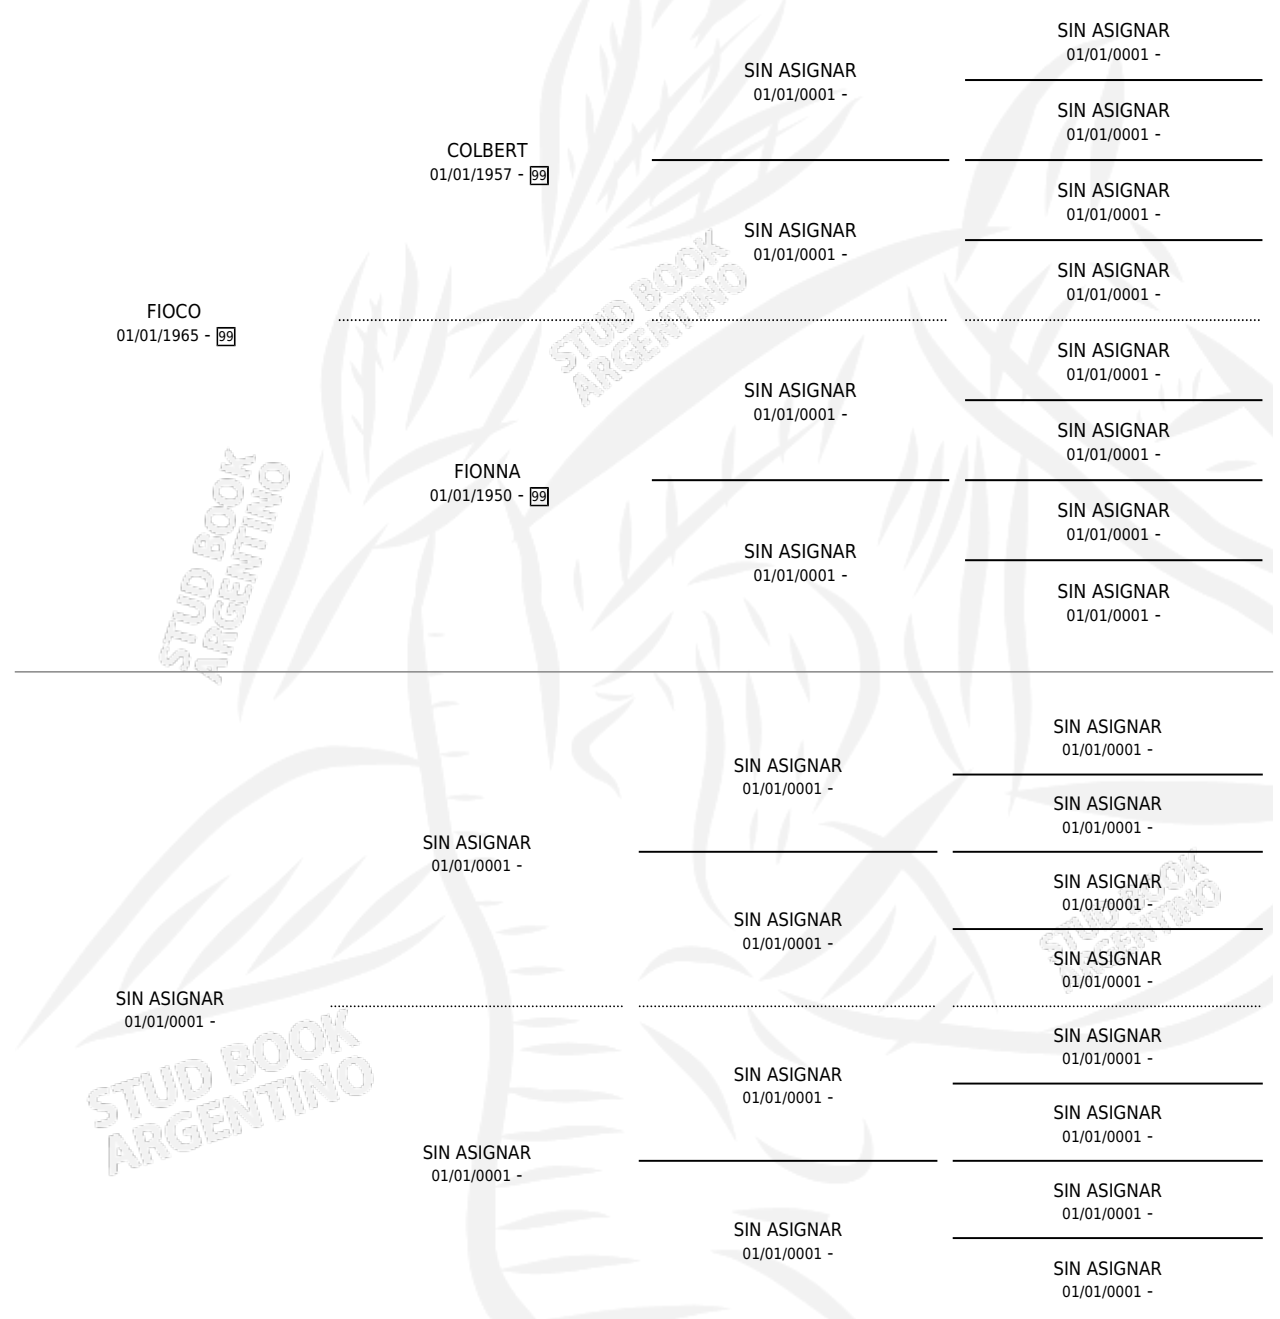 SIN ASIGNAR
01/01/0001 -
SIN ASIGNAR
01/01/0001 -
SIN ASIGNAR
01/01/0001 -
COLBERT
01/01/1957 - 99
SIN ASIGNAR
01/01/0001 -
SIN ASIGNAR
01/01/0001 -
SIN ASIGNAR
01/01/0001 -
FIOCO
01/01/1965 - 99
STUD BOOK
ARGENTINO
SIN ASIGNAR
01/01/0001 -
SIN ASIGNAR
01/01/0001 -
SIN ASIGNAR
01/01/0001 -
FIONNA
01/01/1950 - 99
STUD BOOK
ARGENTINO
SIN ASIGNAR
01/01/0001 -
SIN ASIGNAR
01/01/0001 -
SIN ASIGNAR
01/01/0001 -
SIN ASIGNAR
01/01/0001 -
SIN ASIGNAR
01/01/0001 -
SIN ASIGNAR
01/01/0001 -
SIN ASIGNAR
01/01/0001 -
SIN ASIGNAR
01/01/0001 -
SIN ASIGNAR
01/01/0001 -
SIN ASIGNAR
01/01/0001 -
STUD BOOK
ARGENTINO
SIN ASIGNAR
01/01/0001 -
SIN ASIGNAR
01/01/0001 -
STUD BOOK
ARGENTINO
SIN ASIGNAR
01/01/0001 -
SIN ASIGNAR
01/01/0001 -
SIN ASIGNAR
01/01/0001 -
SIN ASIGNAR
01/01/0001 -
SIN ASIGNAR
01/01/0001 -
SIN ASIGNAR
01/01/0001 -
SIN ASIGNAR
01/01/0001 -